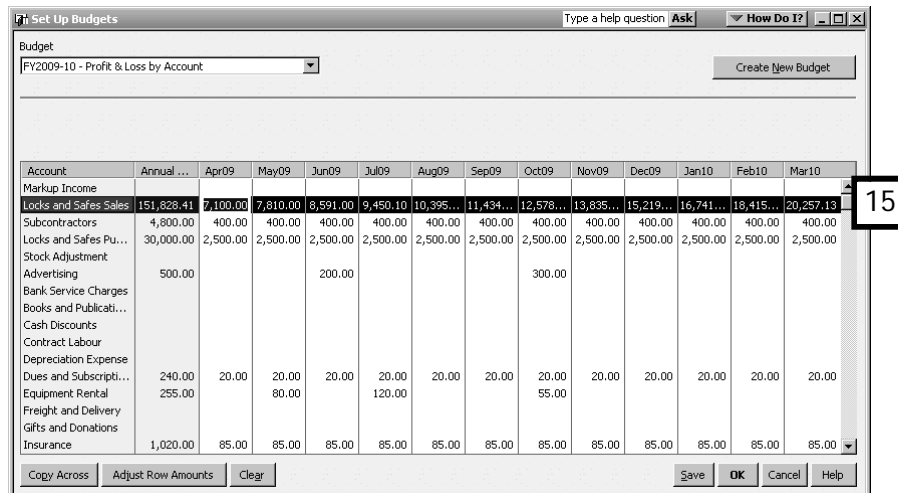 Set Up Budgets Type a help question Ask How Do I?
Budget
FY2009-10 - Profit & Loss by Account Create New Budget
Account Annual ... Apr09 May09 Jun09 Jul09 Aug09 Sep09 Oct09 Nov09 Dec09 Jan10 Feb10 Mar10
Markup Income
Locks and Safes Sales 151,828.41 7,100.00 7,810.00 8,591.00 9,450.10 10,395... 11,434... 12,578... 13,835... 15,219... 16,741... 18,415... 20,257.13 15
Subcontractors 4,800.00 400.00 400.00 400.00 400.00 400.00 400.00 400.00 400.00 400.00 400.00 400.00 400.00
Locks and Safes Pu... 30,000.00 2,500.00 2,500.00 2,500.00 2,500.00 2,500.00 2,500.00 2,500.00 2,500.00 2,500.00 2,500.00 2,500.00 2,500.00
Stock Adjustment
Advertising 500.00 200.00 300.00
Bank Service Charges
Books and Publicati...
Cash Discounts
Contract Labour
Depreciation Expense
Dues and Subscripti... 240.00 20.00 20.00 20.00 20.00 20.00 20.00 20.00 20.00 20.00 20.00 20.00 20.00
Equipment Rental 255.00 80.00 120.00 55.00
Freight and Delivery
Gifts and Donations
Insurance 1,020.00 85.00 85.00 85.00 85.00 85.00 85.00 85.00 85.00 85.00 85.00 85.00 85.00
Copy Across Adjust Row Amounts Clear Save OK Cancel Help